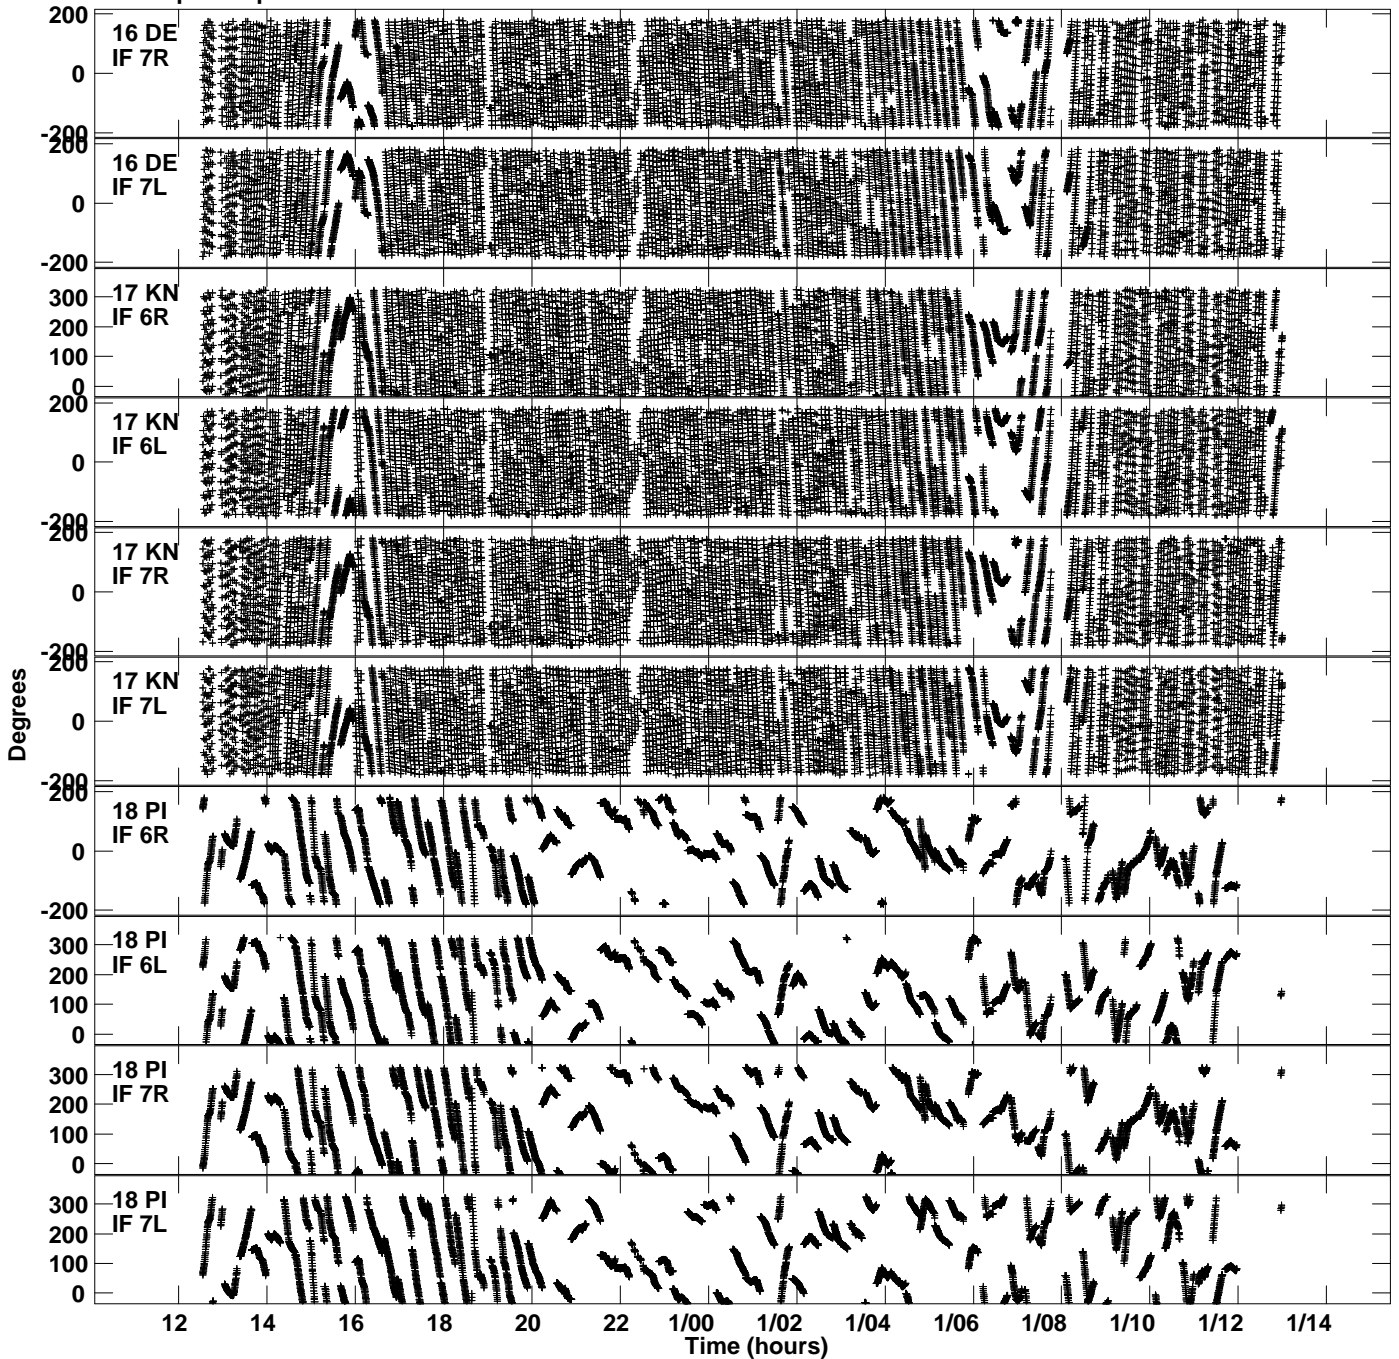 200
16 DE
IF 7R
0
-200
200
16 DE
IF 7L
0
-200
17 KN
IF 6R
300
200
100
0
200
17 KN
IF 6L
0
-200
200
17 KN
IF 7R
0
-200
200
17 KN
IF 7L
0
-200
200
18 PI
IF 6R
0
-200
18 PI
IF 6L
300
200
100
0
18 PI
IF 7R
300
200
100
0
18 PI
IF 7L
300
200
100
0
Degrees
12 14 16 18 20 22 1/00 1/02 1/04 1/06 1/08 1/10 1/12 1/14
Time (hours)